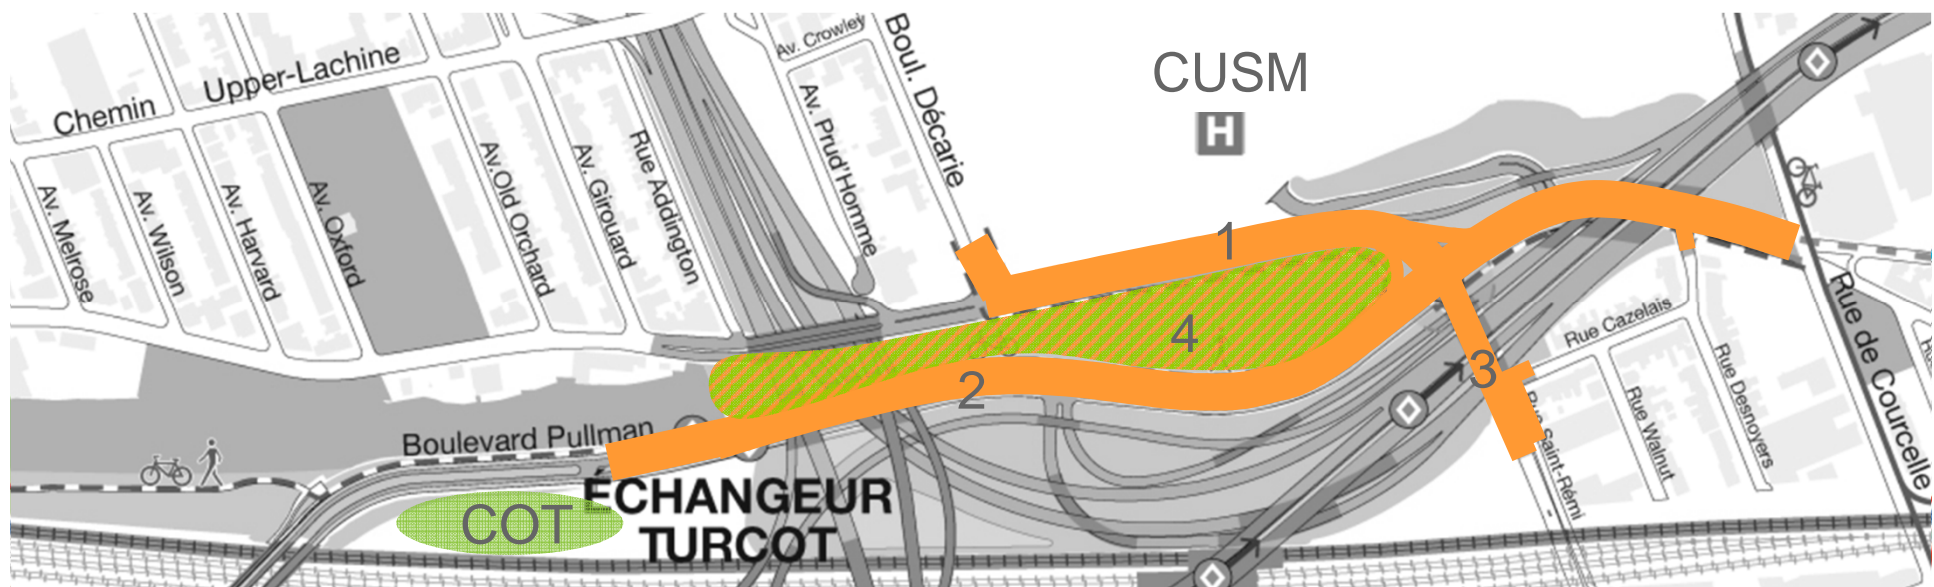 Av. Crowley
Boul. Décarie
CUSM
H
Upper-Lachine
Chemin
Av. Prud'Homme
Rue Addington
Av. Girouard
Av.Old Orchard
Av. Oxford
Av. Harvard
Av. Wilson
Av. Melrose
1
2
3
4
Rue de Courcelle
Rue Cazelais
Rue Desnoyers
Rue Walnut
Rue Saint-Rémi
Boulevard Pullman
ÉCHANGEUR
TURCOT
COT